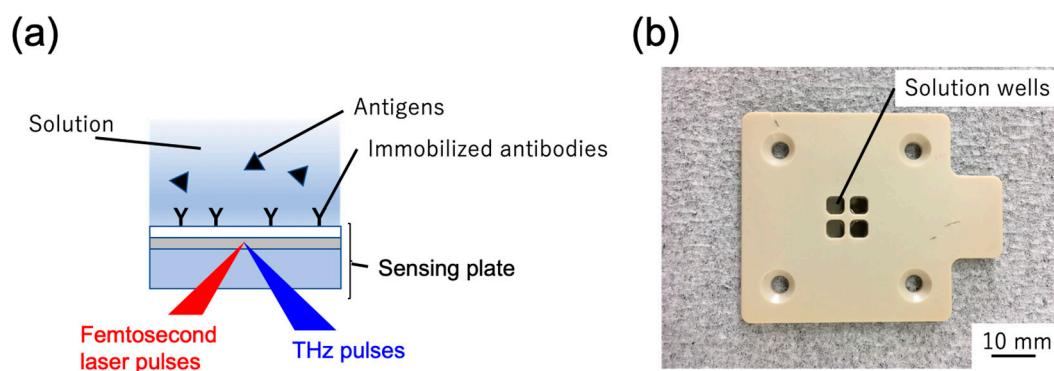 (a)
Solution
Antigens
Immobilized antibodies
Sensing plate
Femtosecond
laser pulses
THz pulses
(b)
Solution wells
10 mm